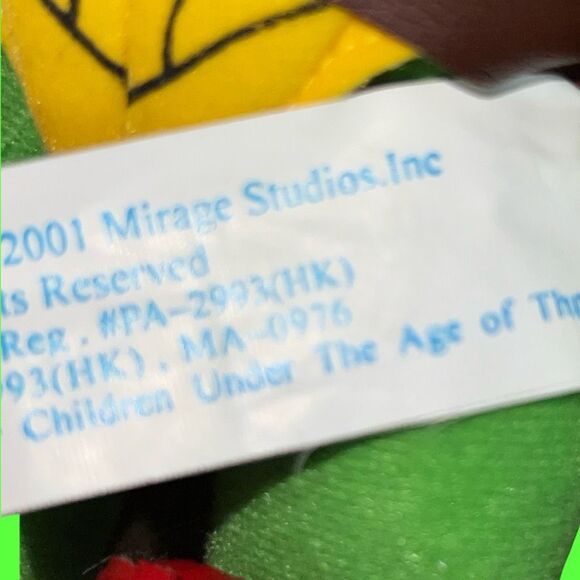 2001 Mirage Studios.Inc
ts Reserved
Reg. #PA-2993(HK)
993(HK). MA-0976
Children Under The Age of Thr